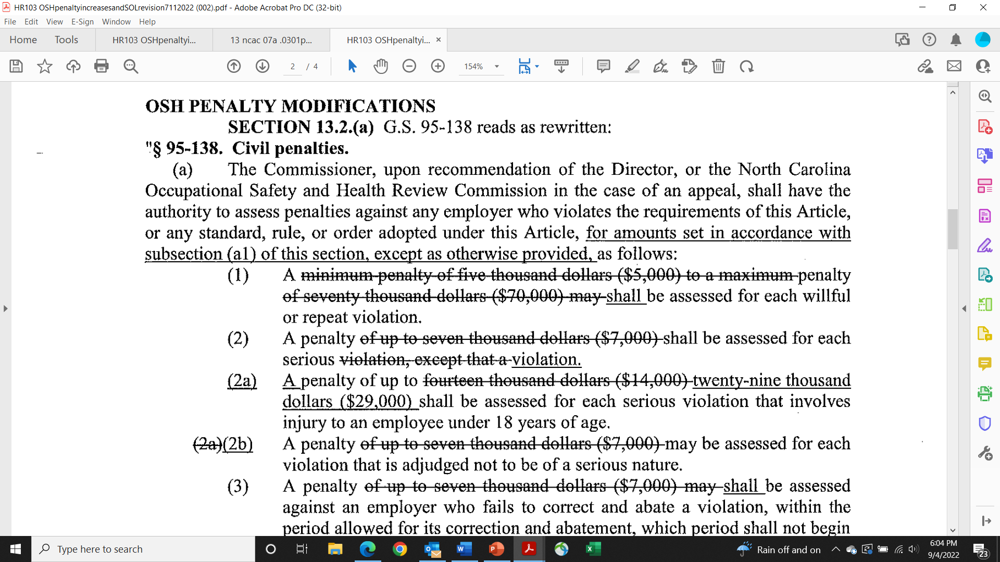 HR103 OSHpenaltyincreasesandSOLrevision7112022 (002).pdf - Adobe Acrobat Pro DC (32-bit)
File Edit View E-Sign Window Help
Home Tools HR103 OSHpenaltyi... 13 ncac 07a .0301p... HR103 OSHpenaltyi... ×
2 / 4 154%
OSH PENALTY MODIFICATIONS
SECTION 13.2.(a) G.S. 95-138 reads as rewritten:
"§ 95-138. Civil penalties.
(a) The Commissioner, upon recommendation of the Director, or the North Carolina
Occupational Safety and Health Review Commission in the case of an appeal, shall have the
authority to assess penalties against any employer who violates the requirements of this Article,
or any standard, rule, or order adopted under this Article, for amounts set in accordance with
subsection (a1) of this section, except as otherwise provided, as follows:
(1) A minimum penalty of five thousand dollars ($5,000) to a maximum penalty
of seventy thousand dollars ($70,000) may shall be assessed for each willful
or repeat violation.
(2) A penalty of up to seven thousand dollars ($7,000) shall be assessed for each
serious violation, except that a violation.
(2a) A penalty of up to fourteen thousand dollars ($14,000) twenty-nine thousand
dollars ($29,000) shall be assessed for each serious violation that involves
injury to an employee under 18 years of age.
(2a)(2b) A penalty of up to seven thousand dollars ($7,000) may be assessed for each
violation that is adjudged not to be of a serious nature.
(3) A penalty of up to seven thousand dollars ($7,000) may shall be assessed
against an employer who fails to correct and abate a violation, within the
period allowed for its correction and abatement, which period shall not begin
Type here to search
Rain off and on
6:04 PM
9/4/2022
23